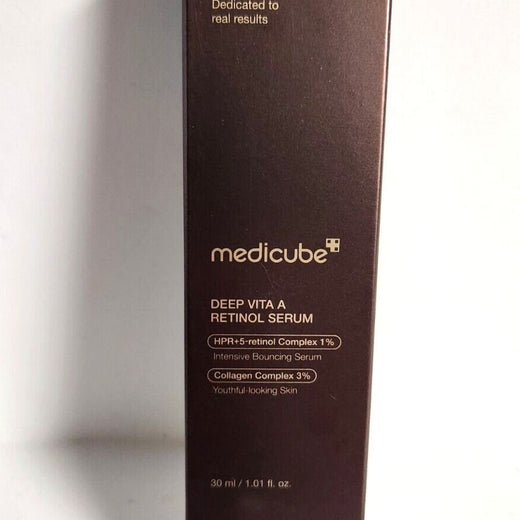 Dedicated to
real results
medicube
DEEP VITA A
RETINOL SERUM
HPR+5-retinol Complex 1%
Intensive Bouncing Serum
Collagen Complex 3%
Youthful-looking Skin
30 ml / 1.01 fl. oz.